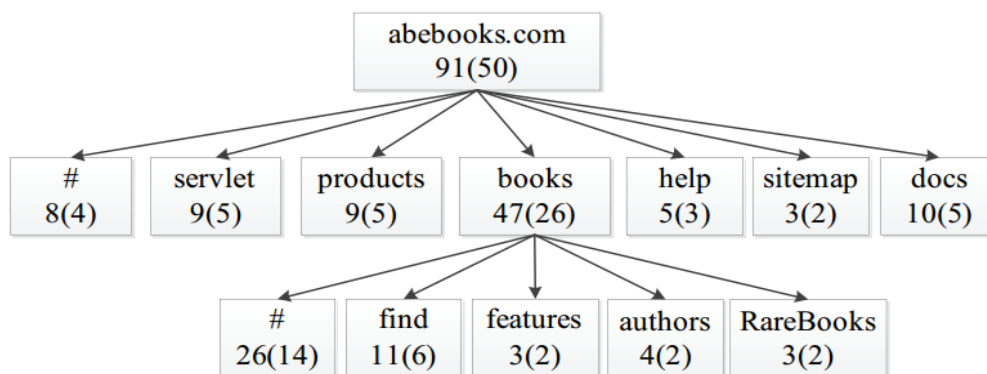 abebooks.com
91(50)
#
8(4)
servlet
9(5)
products
9(5)
books
47(26)
help
5(3)
sitemap
3(2)
docs
10(5)
#
26(14)
find
11(6)
features
3(2)
authors
4(2)
RareBooks
3(2)